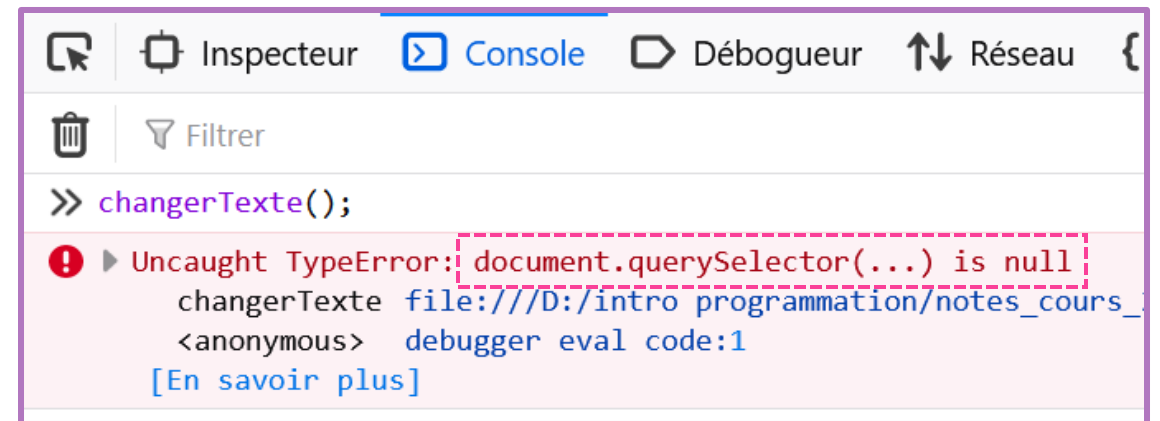 Inspecteur Console Débogueur Réseau {
Filtrer
>> changerTexte();
Uncaught TypeError: document.querySelector(...) is null
changerTexte file:///D:/intro programmation/notes_cours_
<anonymous> debugger eval code:1
[En savoir plus]